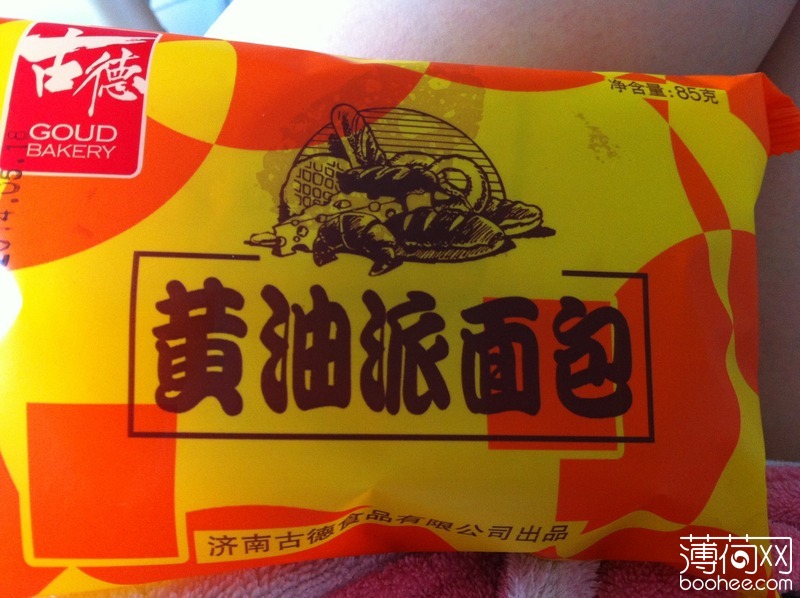 古德
GOUD
BAKERY
净含量:85克
黄油派面包
济南古德食品有限公司出品
薄荷网
boohee.com